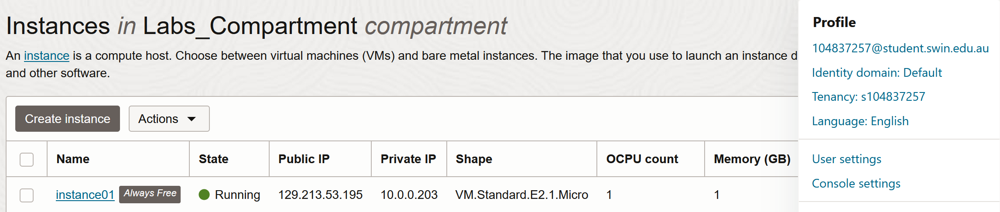 Instances in Labs_Compartment compartment
An instance is a compute host. Choose between virtual machines (VMs) and bare metal instances. The image that you use to launch an instance d
and other software.
Create instance
Actions
Name State Public IP Private IP Shape OCPU count Memory (GB)
instance01 Always Free Running 129.213.53.195 10.0.0.203 VM.Standard.E2.1.Micro 1 1
Profile
104837257@student.swin.edu.au
Identity domain: Default
Tenancy: s104837257
Language: English
User settings
Console settings